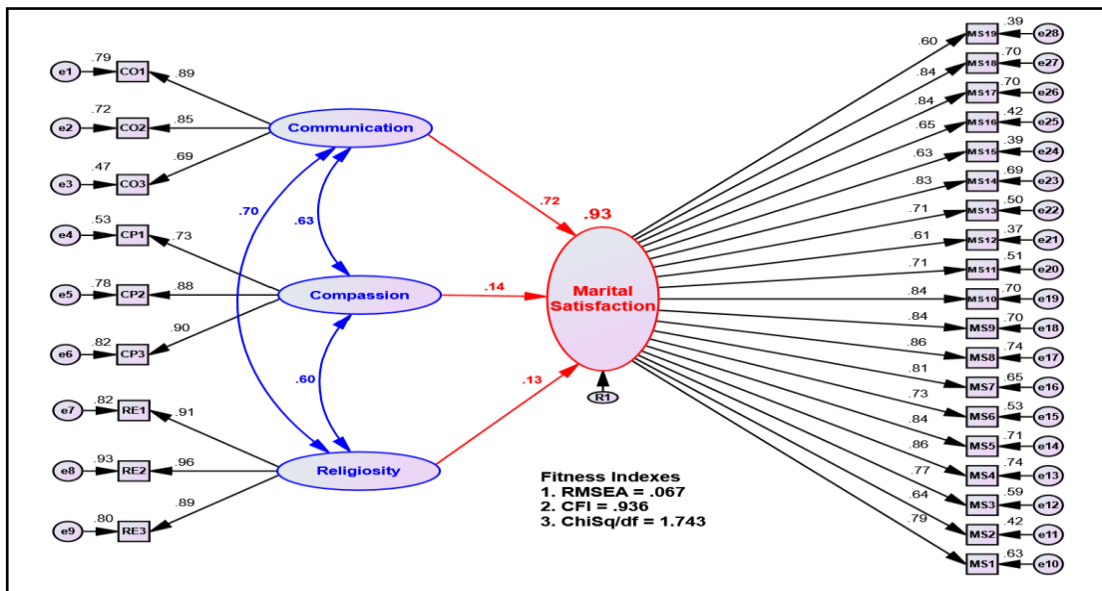 e1 .79 CO1 .89
e2 .72 CO2 .85
e3 .47 CO3 .69
e4 .53 CP1 .73
e5 .78 CP2 .88
e6 .82 CP3 .90
e7 .82 RE1 .91
e8 .93 RE2 .96
e9 .80 RE3 .89
Communication
Compassion
Religiosity
.70
.63
.60
.72
.14
.13
.93
Marital
Satisfaction
R1
Fitness Indexes
1. RMSEA = .067
2. CFI = .936
3. ChiSq/df = 1.743
.60 MS19 .39 e28
.84 MS18 .70 e27
.84 MS17 .70 e26
.65 MS16 .42 e25
.63 MS15 .39 e24
.83 MS14 .69 e23
.71 MS13 .50 e22
.61 MS12 .37 e21
.71 MS11 .51 e20
.84 MS10 .70 e19
.84 MS9 .70 e18
.86 MS8 .74 e17
.81 MS7 .65 e16
.73 MS6 .53 e15
.84 MS5 .71 e14
.86 MS4 .74 e13
.77 MS3 .59 e12
.64 MS2 .42 e11
.79 MS1 .63 e10